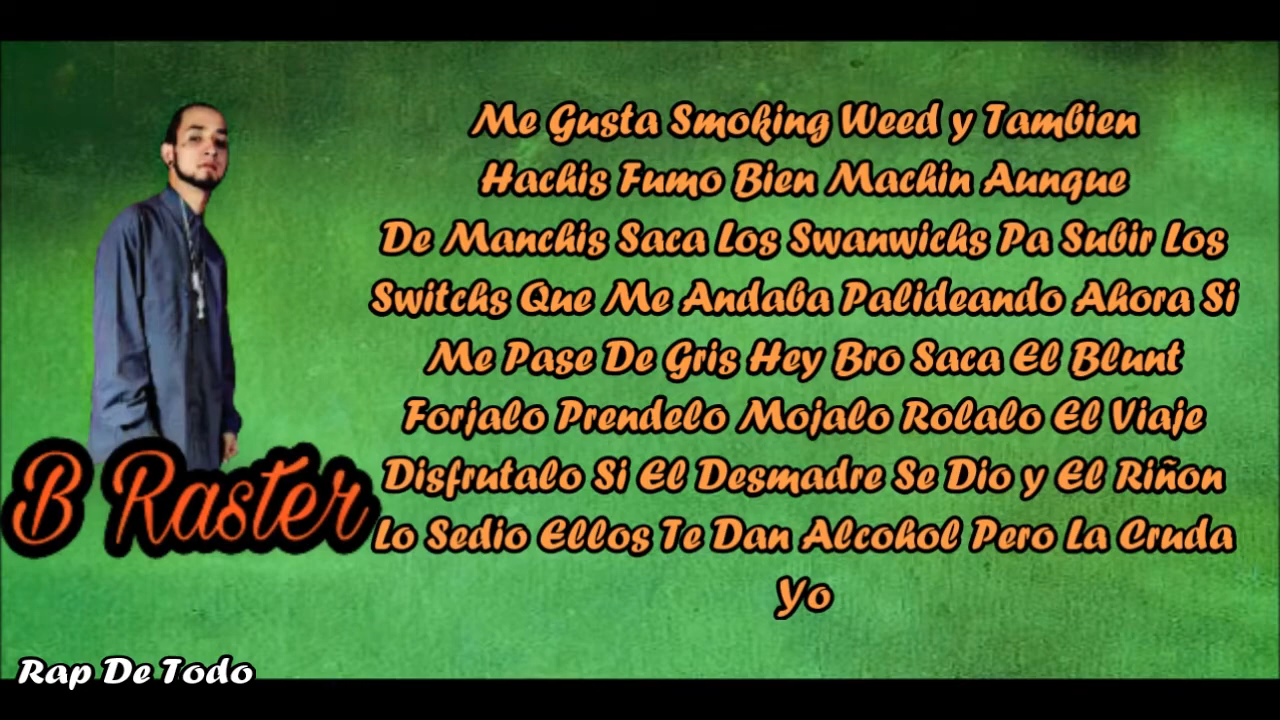 Me Gusta Smoking Weed y Tambien
Hachis Fumo Bien Machin Aunque
De Manchis Saca Los Swanwichs Pa Subir Los
Switchs Que Me Andaba Palideando Ahora Si
Me Pase De Gris Hey Bro Saca El Blunt
Forjalo Prendelo Mojalo Rolalo El Viaje
Disfrutalo Si El Desmadre Se Dio y El Riñon
Lo Sedio Ellos Te Dan Alcohol Pero La Cruda
Yo
B Raster
Rap De Todo